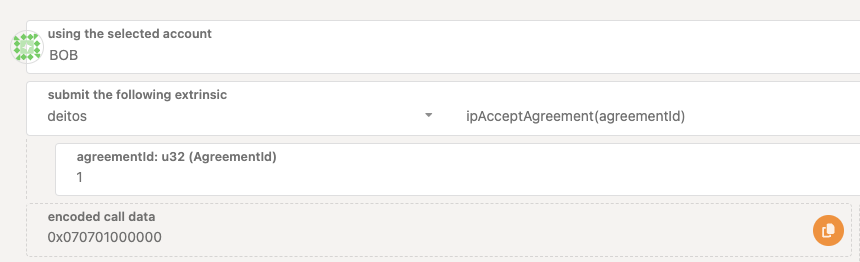 using the selected account
BOB
submit the following extrinsic
deitos
ipAcceptAgreement(agreementId)
agreementId: u32 (AgreementId)
1
encoded call data
0x070701000000